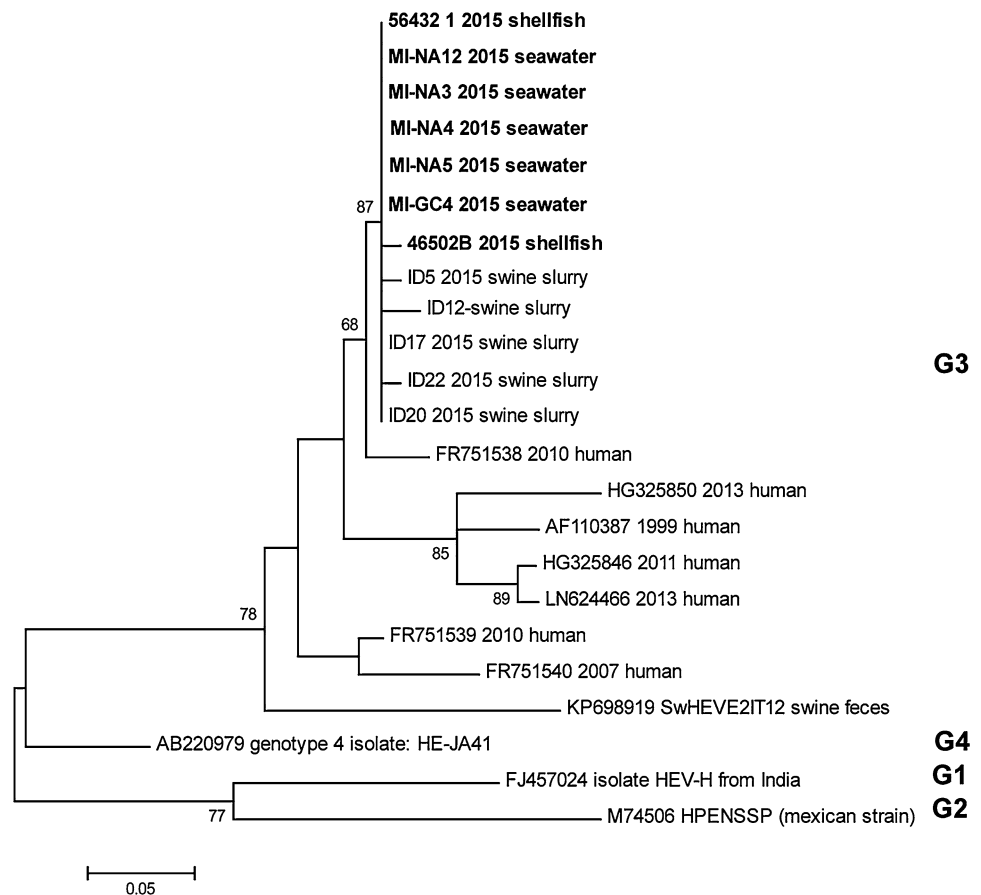 56432 1 2015 shellfish
MI-NA12 2015 seawater
MI-NA3 2015 seawater
MI-NA4 2015 seawater
MI-NA5 2015 seawater
MI-GC4 2015 seawater
87
46502B 2015 shellfish
ID5 2015 swine slurry
ID12-swine slurry
68
ID17 2015 swine slurry
G3
ID22 2015 swine slurry
ID20 2015 swine slurry
FR751538 2010 human
HG325850 2013 human
AF110387 1999 human
85
HG325846 2011 human
89
LN624466 2013 human
78
FR751539 2010 human
FR751540 2007 human
KP698919 SwHEVE2IT12 swine feces
AB220979 genotype 4 isolate: HE-JA41
G4
FJ457024 isolate HEV-H from India
G1
77
M74506 HPENSSP (mexican strain)
G2
0.05